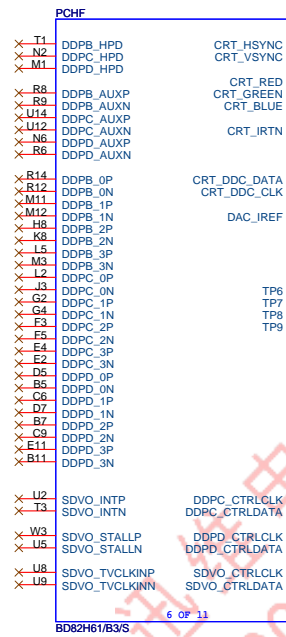 PCHF
T1 DDPB_HPD CRT_HSYNC
N2 DDPC_HPD CRT_VSYNC
M1 DDPD_HPD
CRT_RED
R8 DDPB_AUXP CRT_GREEN
R9 DDPB_AUXN CRT_BLUE
U14 DDPC_AUXP
U12 DDPC_AUXN CRT_IRTN
N6 DDPD_AUXP
R6 DDPD_AUXN
R14 DDPB_0P CRT_DDC_DATA
R12 DDPB_0N CRT_DDC_CLK
M11 DDPB_1P
M12 DDPB_1N DAC_IREF
H8 DDPB_2P
K8 DDPB_2N
L5 DDPB_3P
M3 DDPB_3N
L2 DDPC_0P
J3 DDPC_0N TP6
G2 DDPC_1P TP7
G4 DDPC_1N TP8
F3 DDPC_2P TP9
F5 DDPC_2N
E4 DDPC_3P
E2 DDPC_3N
D5 DDPD_0P
B5 DDPD_0N
C6 DDPD_1P
D7 DDPD_1N
B7 DDPD_2P
C9 DDPD_2N
E11 DDPD_3P
B11 DDPD_3N
U2 SDVO_INTP DDPC_CTRLCLK
T3 SDVO_INTN DDPC_CTRLDATA
W3 SDVO_STALLP DDPD_CTRLCLK
U5 SDVO_STALLN DDPD_CTRLDATA
U8 SDVO_TVCLKINP SDVO_CTRLCLK
U9 SDVO_TVCLKINN SDVO_CTRLDATA
6 OF 11
BD82H61/B3/S